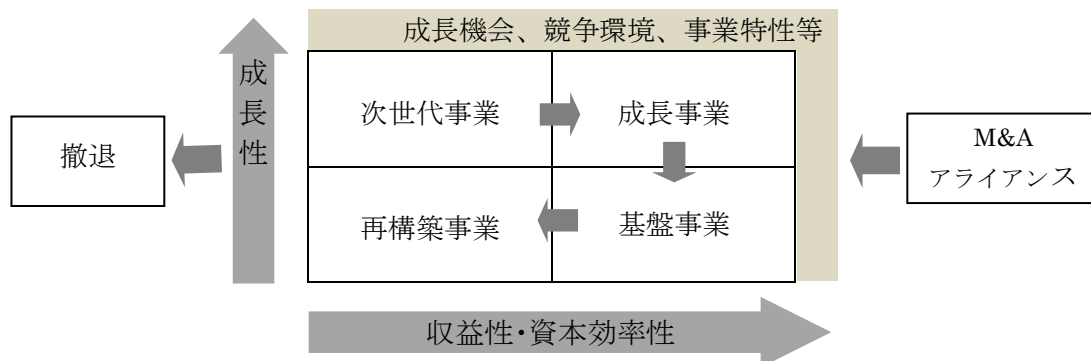 成長機会、競争環境、事業特性等
成長性
次世代事業
成長事業
撤退
M&A
アライアンス
再構築事業
基盤事業
収益性・資本効率性